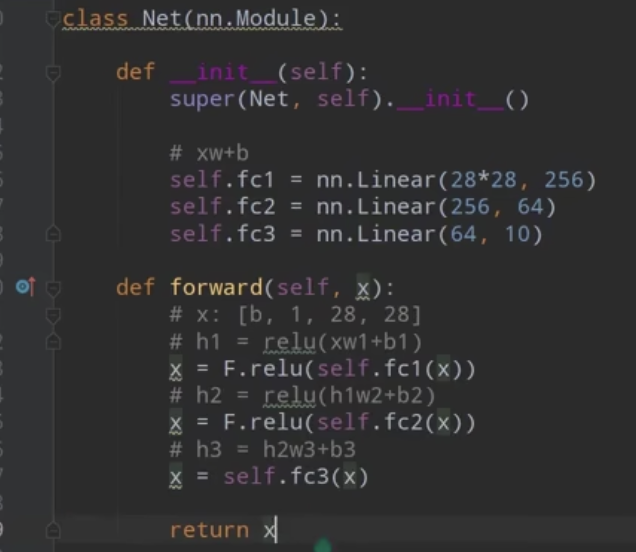 class Net(nn.Module):
def __init__(self):
super(Net, self).__init__()
# xw+b
self.fc1 = nn.Linear(28*28, 256)
self.fc2 = nn.Linear(256, 64)
self.fc3 = nn.Linear(64, 10)
def forward(self, x):
# x: [b, 1, 28, 28]
# h1 = relu(xw1+b1)
x = F.relu(self.fc1(x))
# h2 = relu(h1w2+b2)
x = F.relu(self.fc2(x))
# h3 = h2w3+b3
x = self.fc3(x)
return x